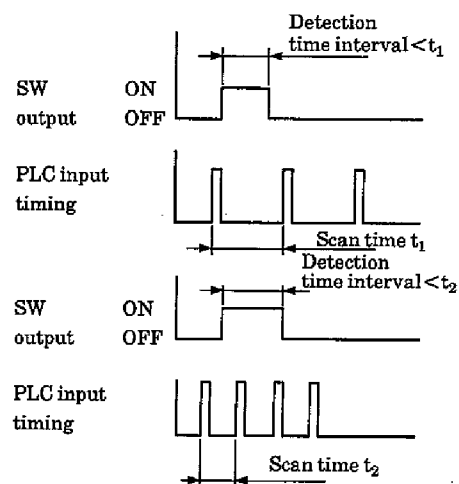 Detection
time interval<t₁
SW ON
output OFF
PLC input
timing
Scan time t₁
Detection
time interval<t₂
SW ON
output OFF
PLC input
timing
Scan time t₂